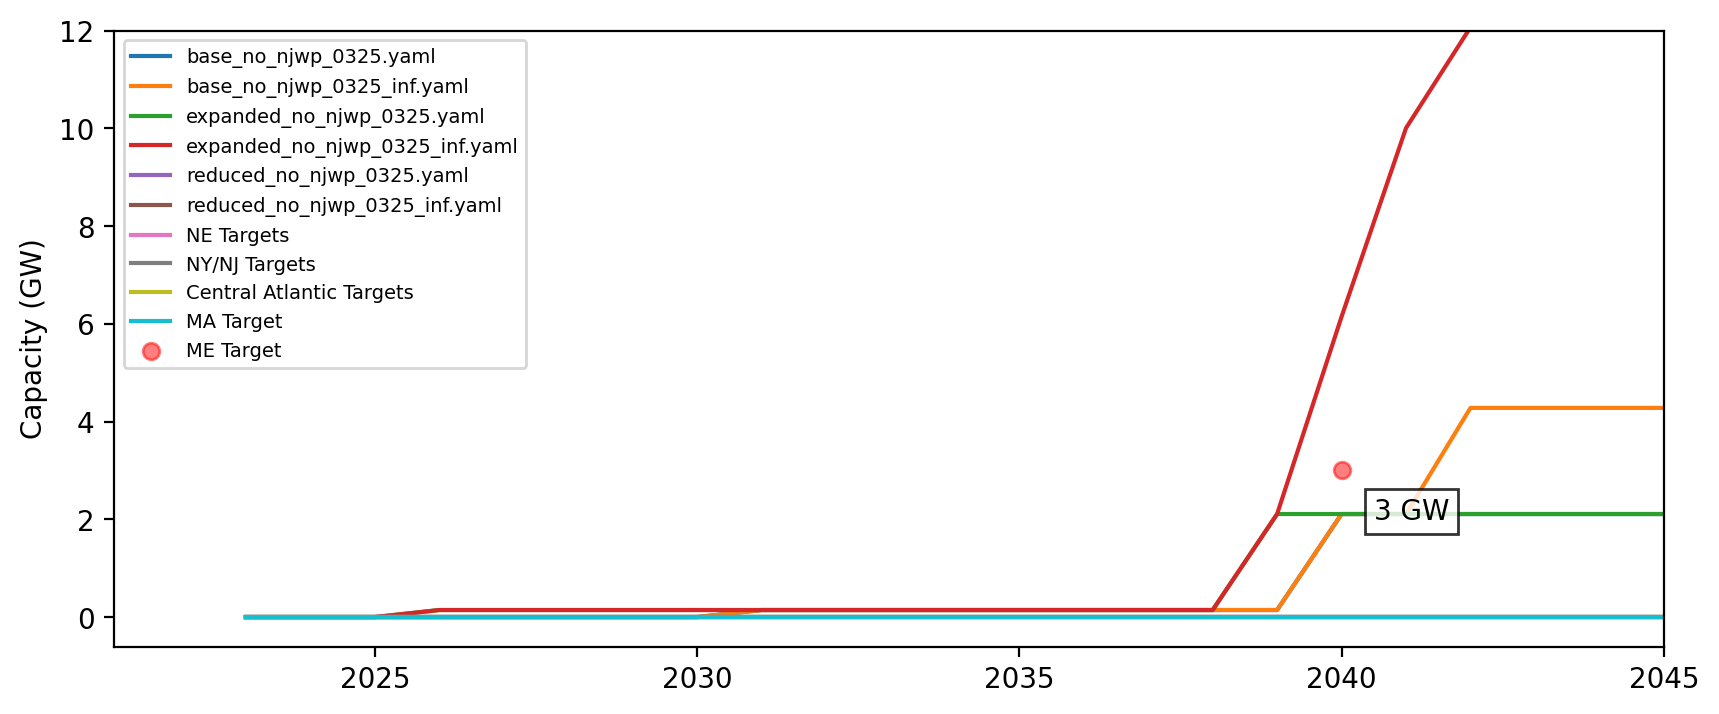 12
10
8
6
4
2
0
Capacity (GW)
base_no_njwp_0325.yaml
base_no_njwp_0325_inf.yaml
expanded_no_njwp_0325.yaml
expanded_no_njwp_0325_inf.yaml
reduced_no_njwp_0325.yaml
reduced_no_njwp_0325_inf.yaml
NE Targets
NY/NJ Targets
Central Atlantic Targets
MA Target
ME Target
3 GW
2025
2030
2035
2040
2045